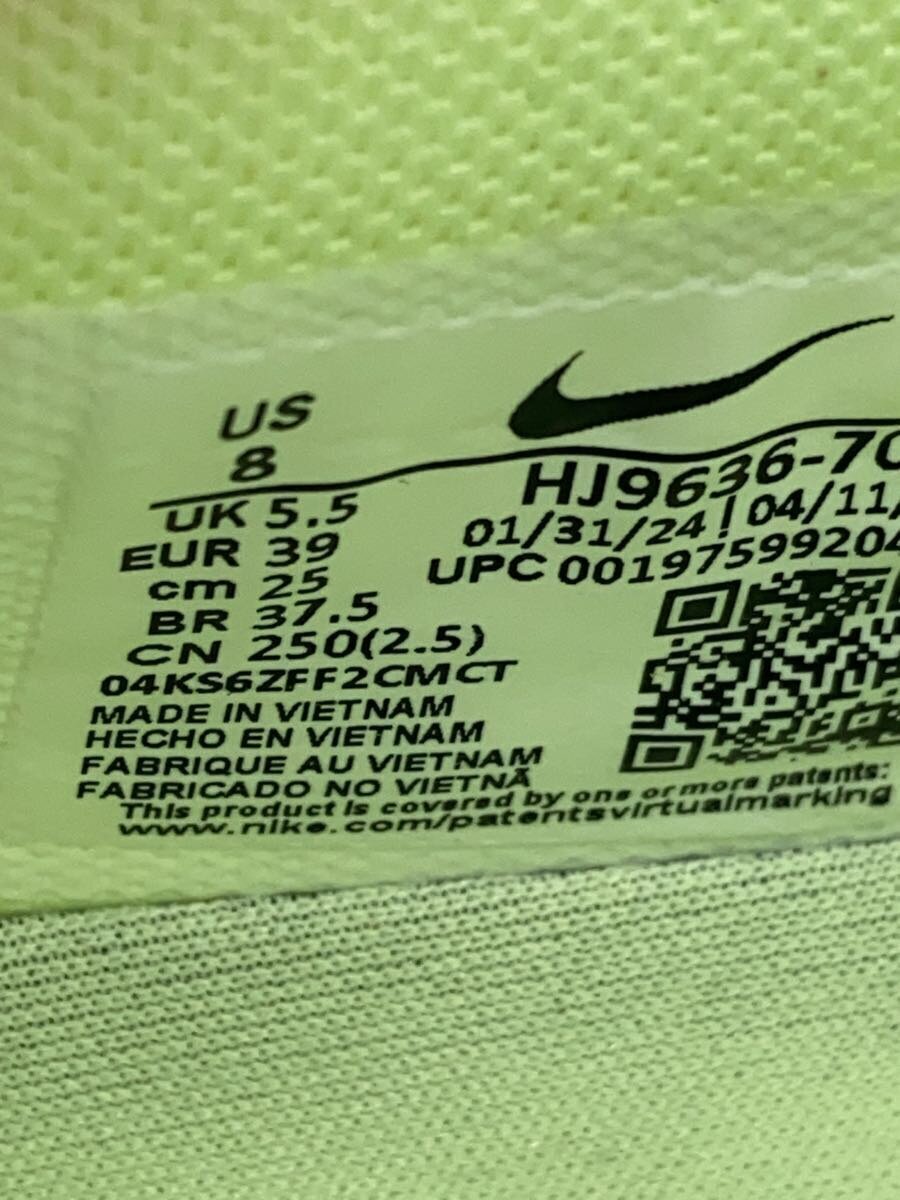 US
8
UK 5.5
EUR 39
cm 25
BR 37.5
CN 250(2.5)
04KS6ZFF2CMCT
MADE IN VIETNAM
HECHO EN VIETNAM
FABRIQUE AU VIETNAM
FABRICADO NO VIETNÃ
This product is covered by one or more patents:
www.nike.com/patentsvirtualmarking
HJ9636-70
01/31/24 ! 04/11/
UPC 00197599204